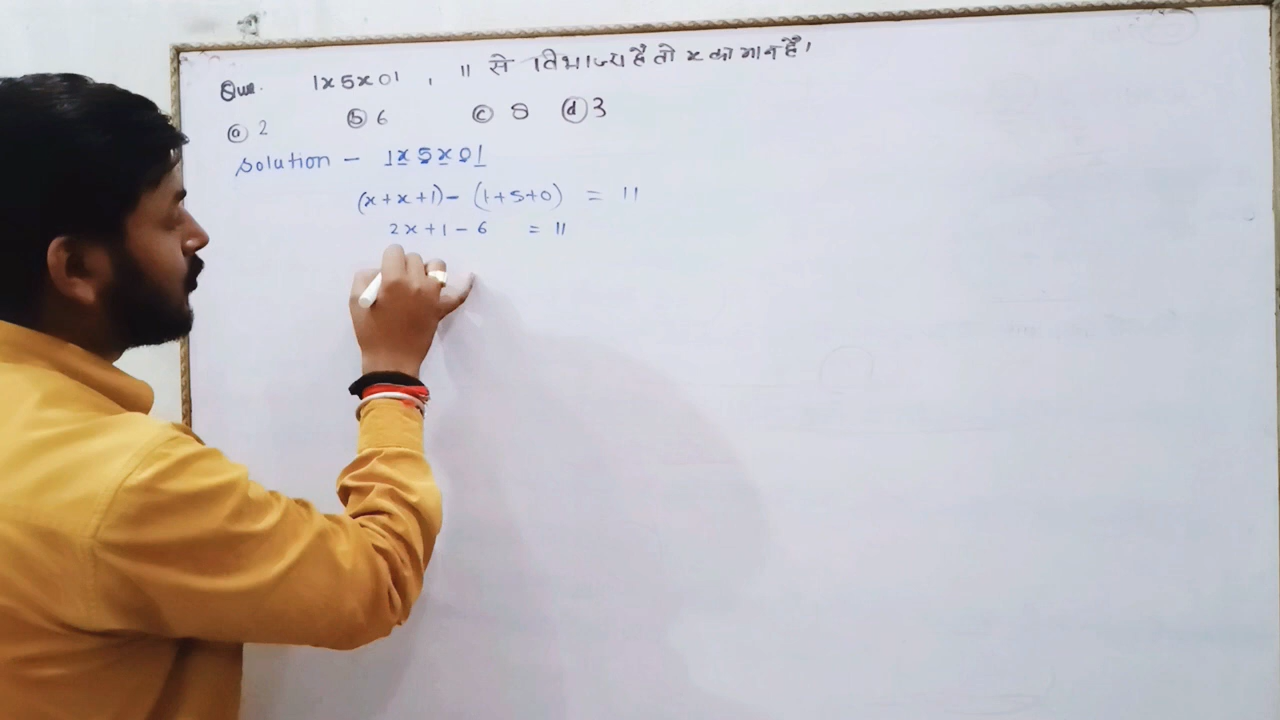 Que. 1x5x01 , 11 से विभाज्य है तो x का मान है।
(a) 2 (b) 6 (c) 8 (d) 3
Solution - 1x5x01
(x+x+1)-(1+5+0) = 11
2x+1-6 = 11